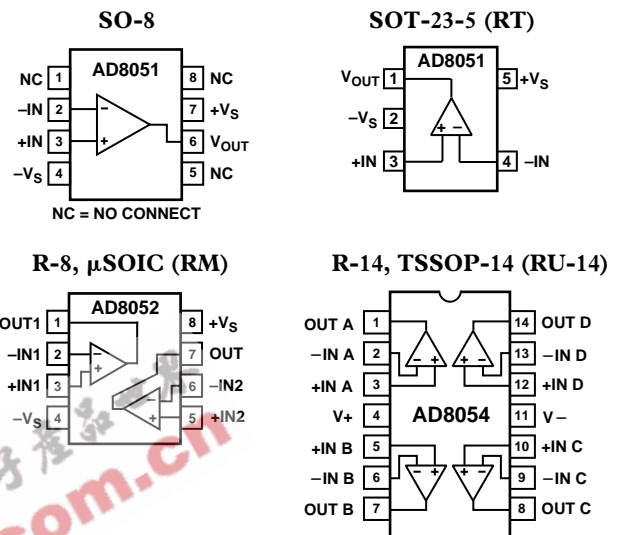 SO-8
AD8051
NC 1 8 NC
–IN 2 7 +VS
+IN 3 6 VOUT
–VS 4 5 NC
NC = NO CONNECT
SOT-23-5 (RT)
AD8051
VOUT 1 5 +VS
–VS 2
+IN 3 4 –IN
R-8, µSOIC (RM)
AD8052
OUT1 1 8 +VS
–IN1 2 7 OUT
+IN1 3 6 –IN2
–VS 4 5 +IN2
R-14, TSSOP-14 (RU-14)
OUT A 1 14 OUT D
–IN A 2 13 –IN D
+IN A 3 12 +IN D
V+ 4 AD8054 11 V–
+IN B 5 10 +IN C
–IN B 6 9 –IN C
OUT B 7 8 OUT C
om.cn